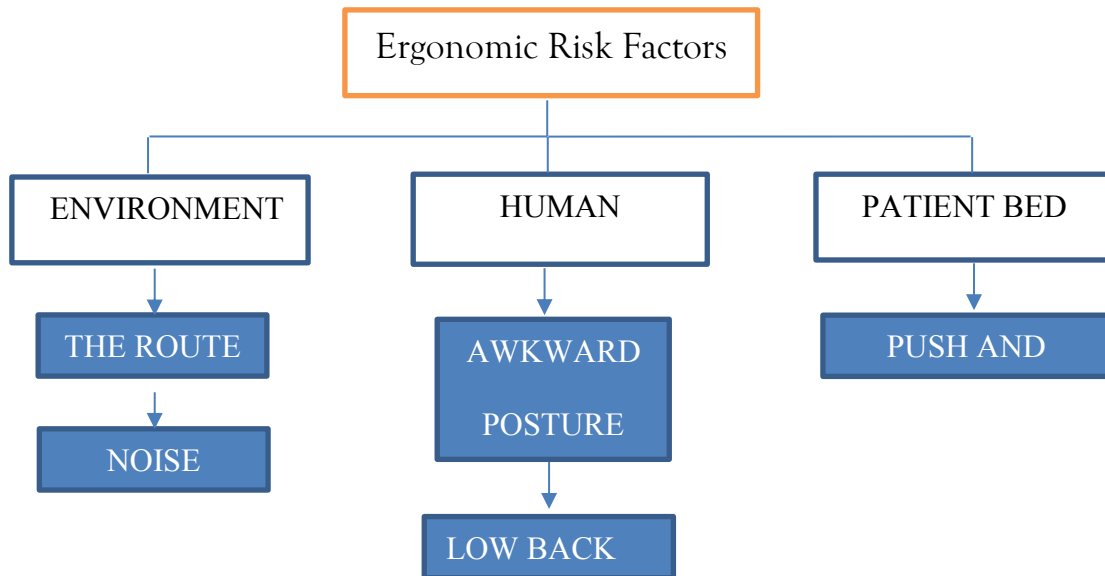 Ergonomic Risk Factors
ENVIRONMENT
HUMAN
PATIENT BED
THE ROUTE
AWKWARD
POSTURE
PUSH AND
NOISE
LOW BACK